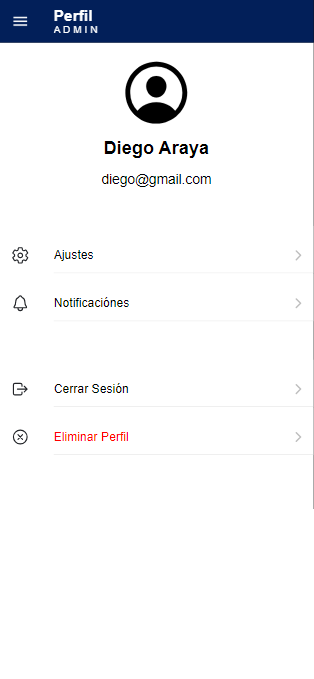 Perfil
ADMIN
Diego Araya
diego@gmail.com
Ajustes
Notificaciónes
Cerrar Sesión
Eliminar Perfil